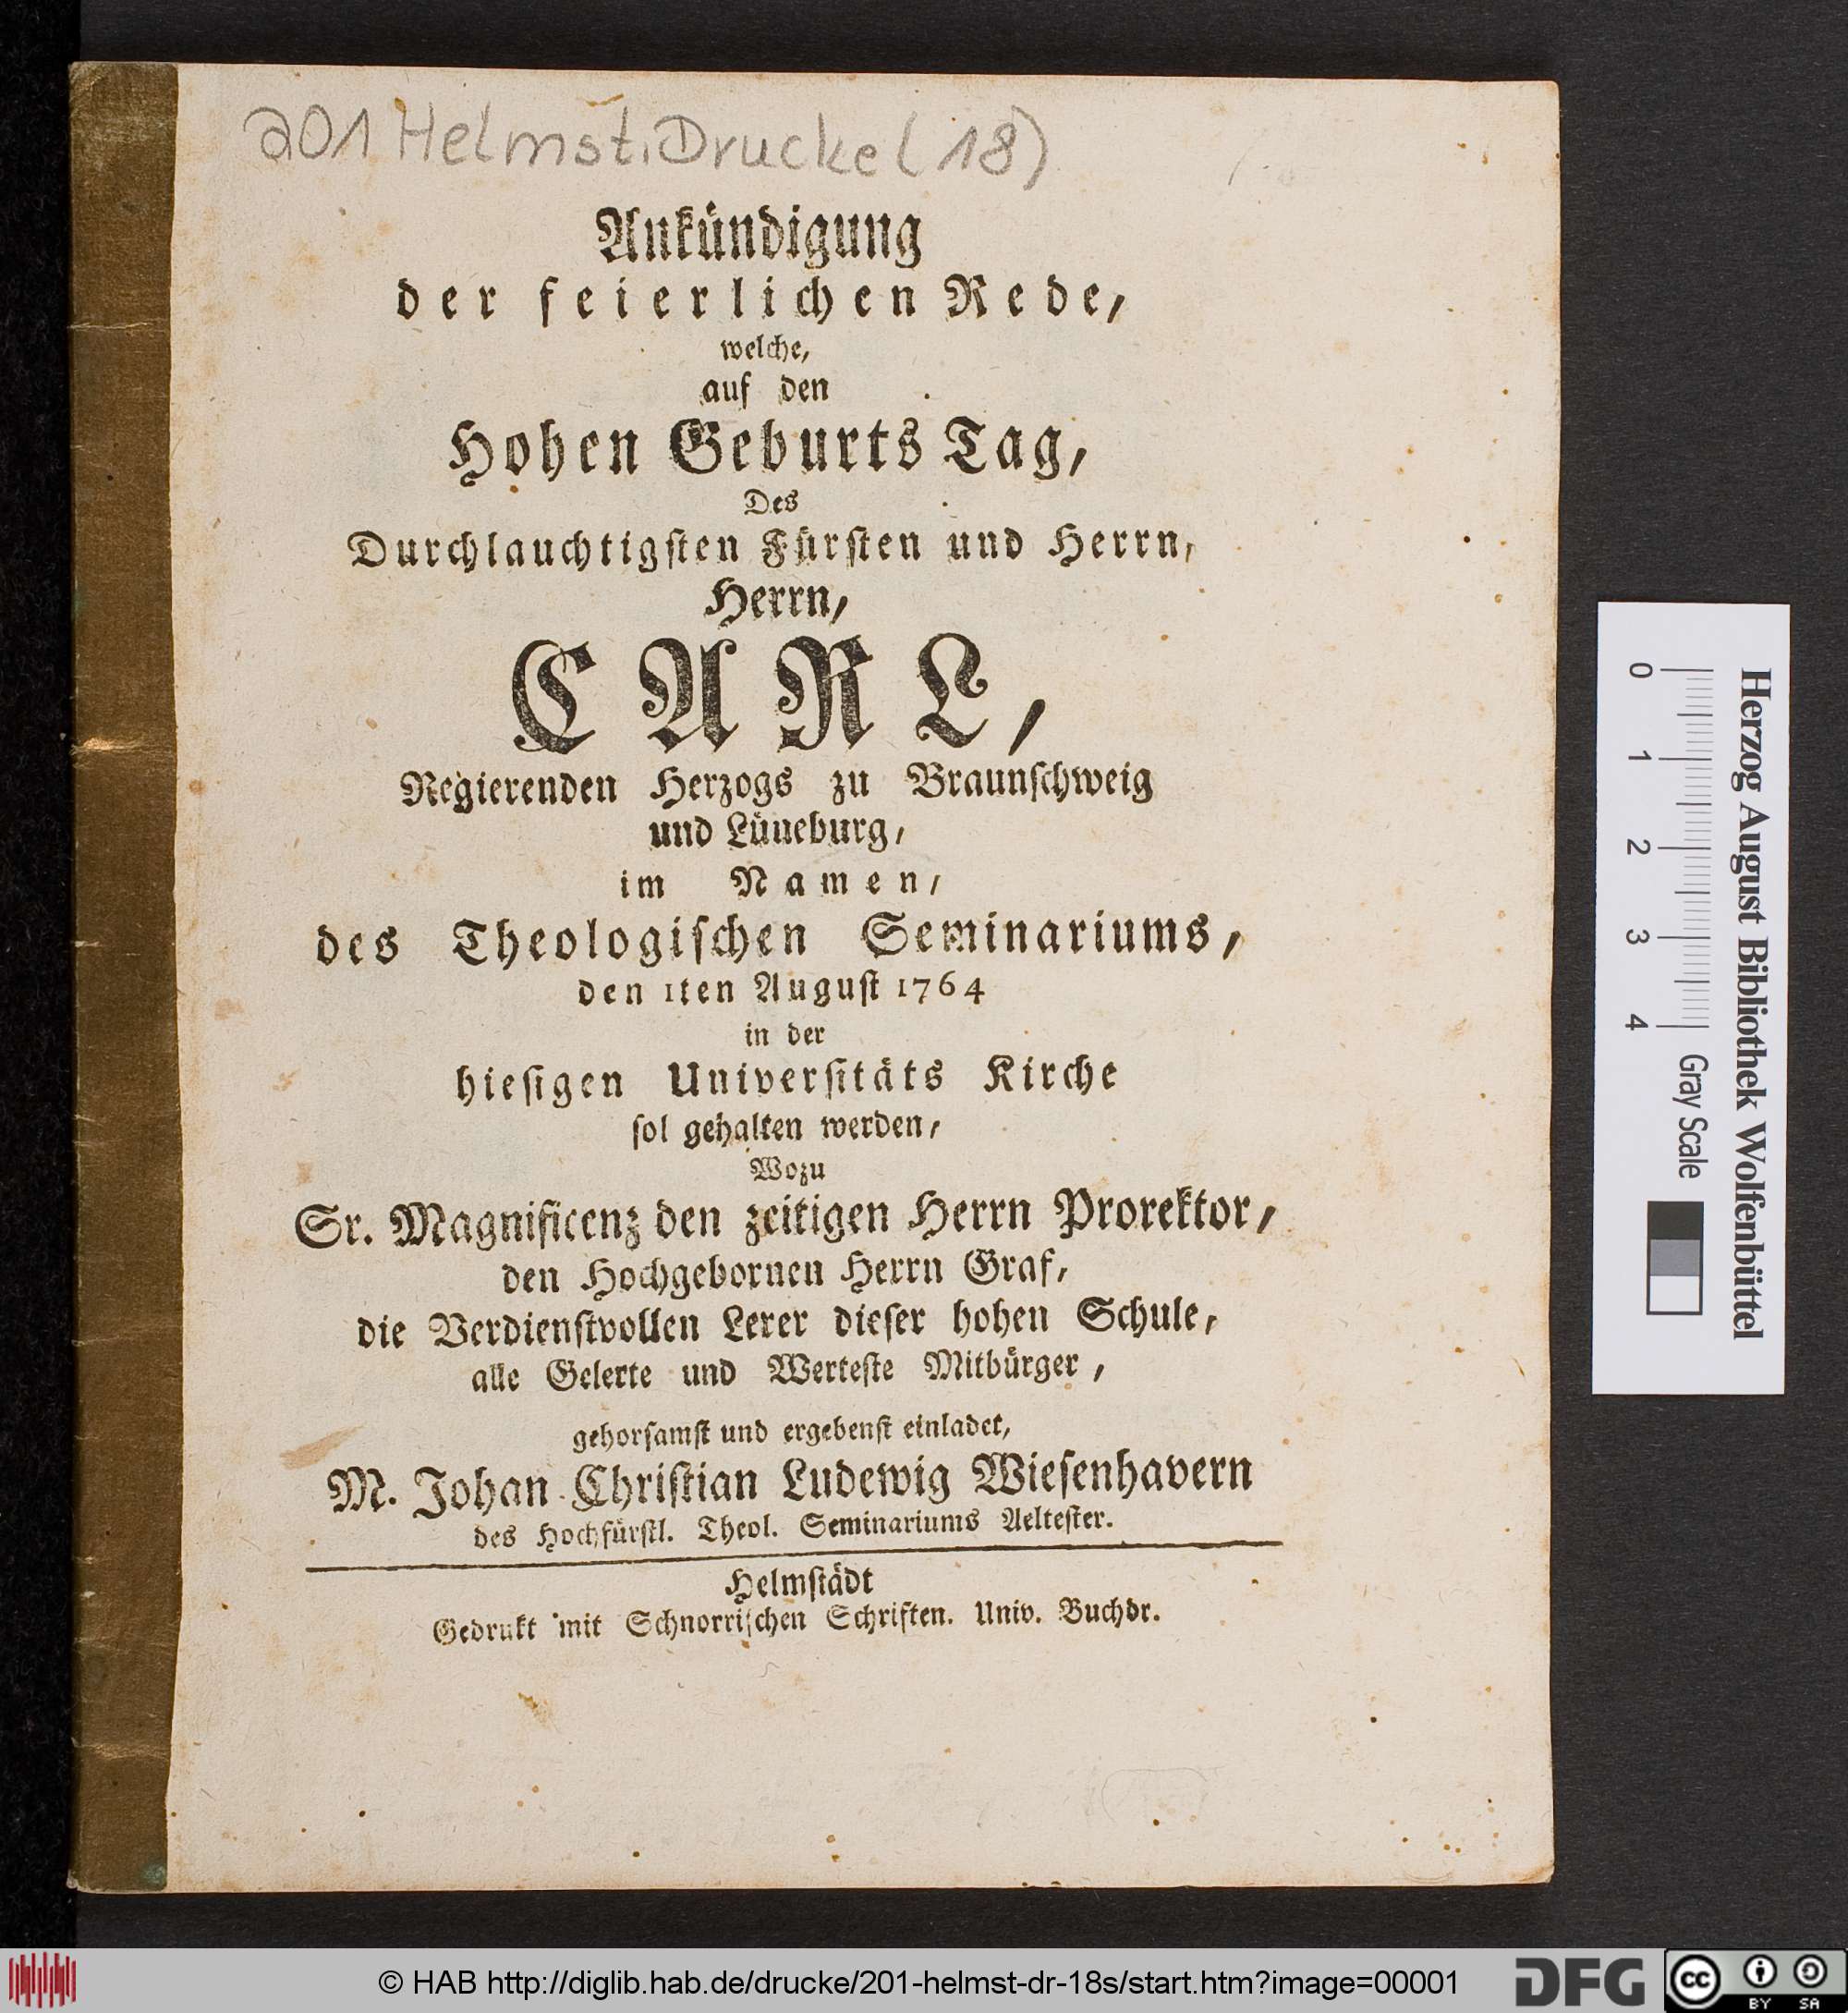 201 Helmst. Drucke (18)
Ankündigung
der feierlichen Rede,
welche,
auf den
Hohen Geburts Tag,
Des
Durchlauchtigſten Fürſten und Herrn,
Herrn,
CARL,
Regierenden Herzogs zu Braunſchweig
und Lüneburg,
im Namen,
des Theologiſchen Seminariums,
den 1ten Auguſt 1764
in der
hieſigen Univerſitäts Kirche
ſol gehalten werden,
Wozu
Sr. Magnificenz den zeitigen Herrn Prorektor,
den Hochgebornen Herrn Graf,
die Verdienſtvollen Lerer dieſer hohen Schule,
alle Gelerte und Werteſte Mitbürger,
gehorſamſt und ergebenſt einladet,
M. Johan Chriſtian Ludewig Wieſenhavern
des Hochfürſtl. Theol. Seminariums Aelteſter.
Helmſtädt
Gedrukt mit Schnorriſchen Schriften. Univ. Buchdr.
Herzog August Bibliothek Wolfenbüttel
0 1 2 3 4 Gray Scale
© HAB http://diglib.hab.de/drucke/201-helmst-dr-18s/start.htm?image=00001
DFG
cc BY SA